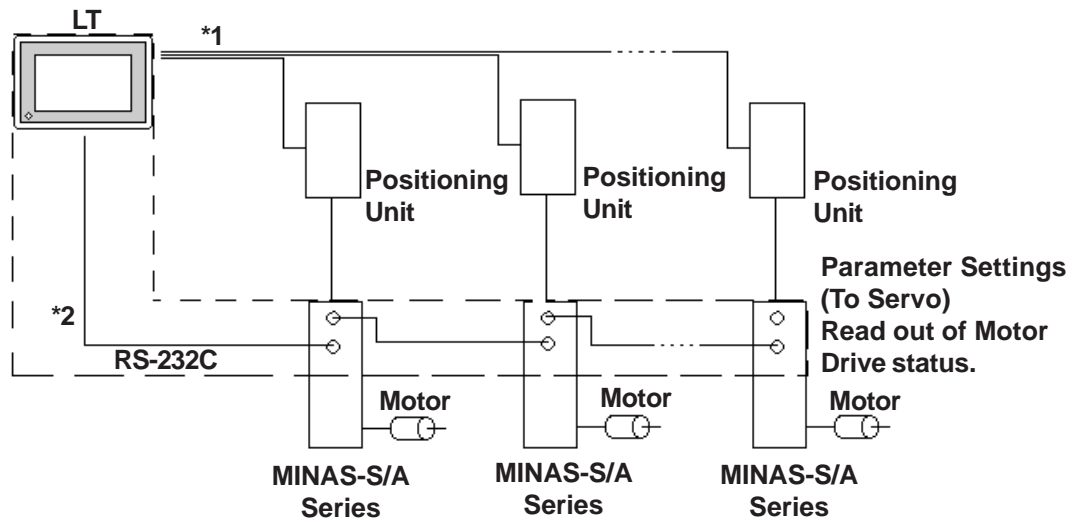 LT
*1
Positioning
Unit
Positioning
Unit
Positioning
Unit
Parameter Settings
(To Servo)
Read out of Motor
Drive status.
*2
RS-232C
Motor
Motor
Motor
MINAS-S/A
Series
MINAS-S/A
Series
MINAS-S/A
Series